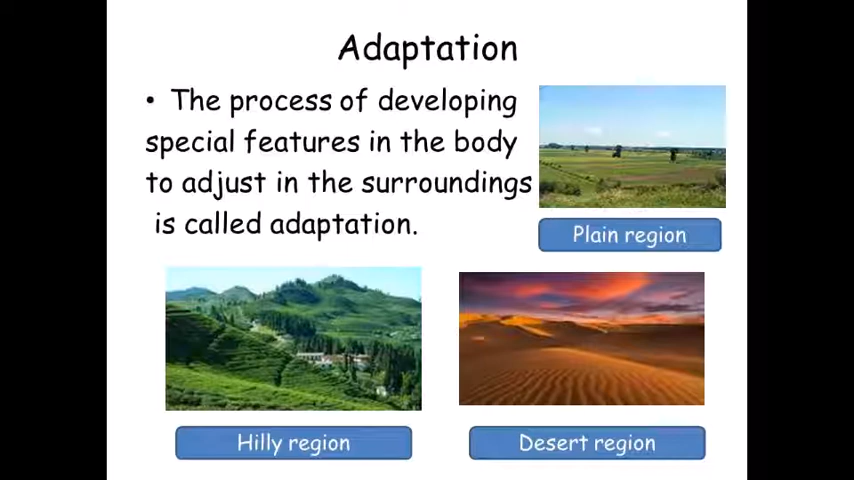 Adaptation
• The process of developing
special features in the body
to adjust in the surroundings
is called adaptation.
Plain region
Hilly region
Desert region